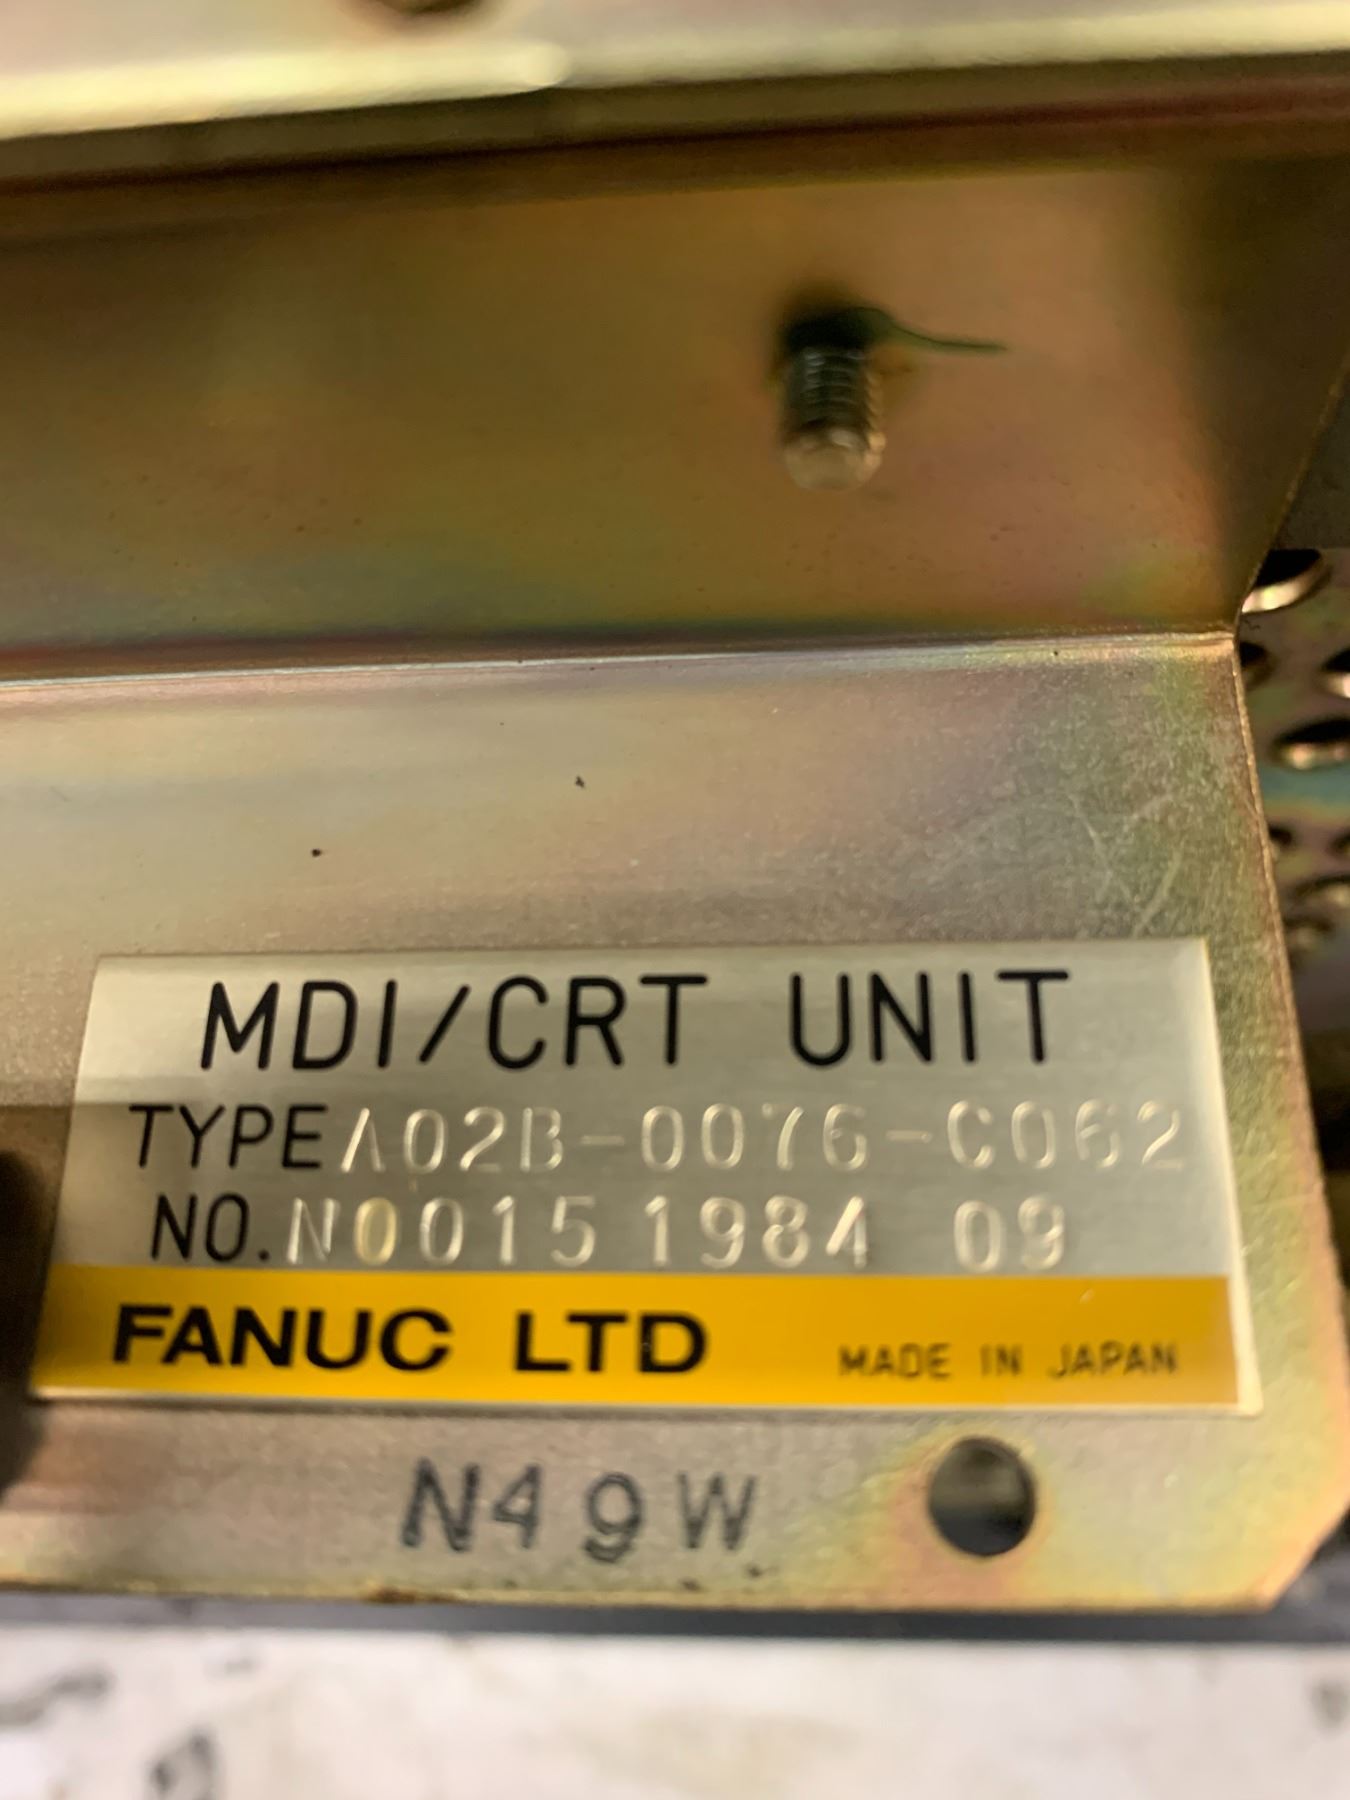 MDI/CRT UNIT
TYPE A02B-0076-C062
NO. N0015 1984 09
FANUC LTD MADE IN JAPAN
N49W